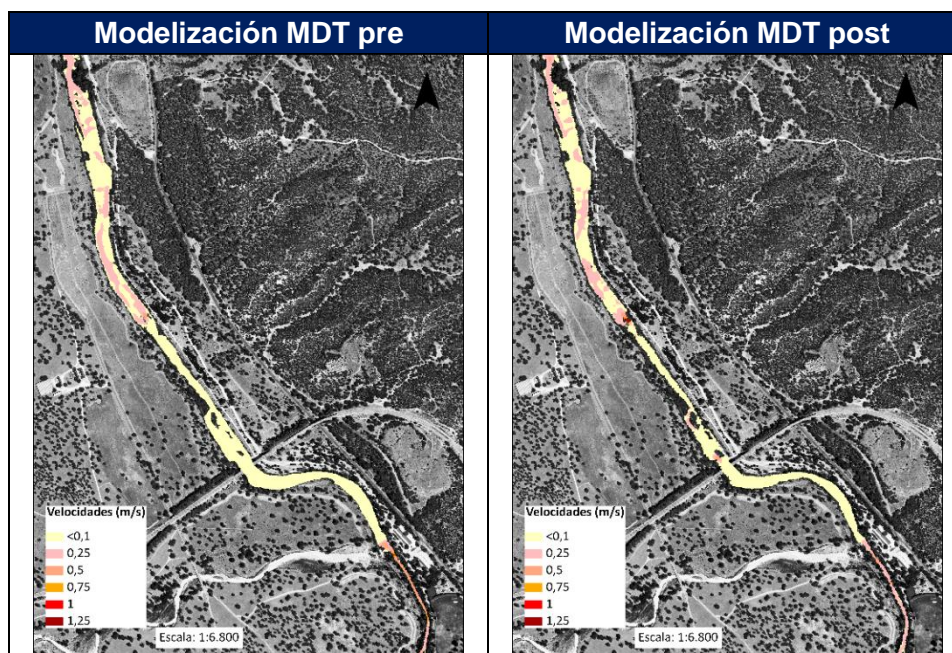 Modelización MDT pre
Modelización MDT post
Velocidades (m/s)
<0,1
0,25
0,5
0,75
1
1,25
Escala: 1:6.800
Velocidades (m/s)
<0,1
0,25
0,5
0,75
1
1,25
Escala: 1:6.800